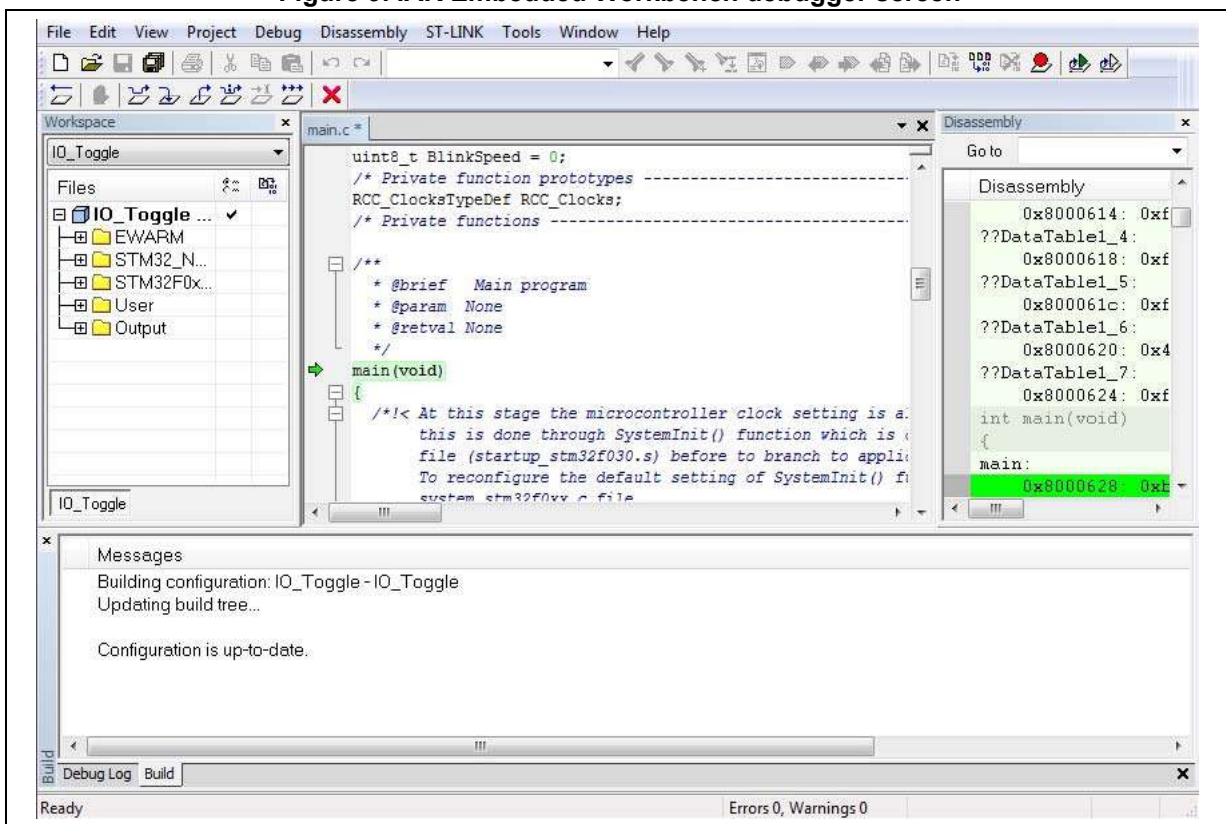 File Edit View Project Debug Disassembly ST-LINK Tools Window Help
Workspace
IO_Toggle
Files
IO_Toggle ...
EWARM
STM32_N...
STM32F0x...
User
Output
IO_Toggle
main.c *
uint8_t BlinkSpeed = 0;
/* Private function prototypes -----------------------------
RCC_ClocksTypeDef RCC_Clocks;
/* Private functions ---------------------------------------
/**
* @brief Main program
* @param None
* @retval None
*/
main(void)
{
/*!< At this stage the microcontroller clock setting is a
this is done through SystemInit() function which is
file (startup_stm32f030.s) before to branch to appli
To reconfigure the default setting of SystemInit() f
system_stm32f0xx.c file
Disassembly
Go to
Disassembly
0x8000614: 0xf
??DataTable1_4:
0x8000618: 0xf
??DataTable1_5:
0x800061c: 0xf
??DataTable1_6:
0x8000620: 0x4
??DataTable1_7:
0x8000624: 0xf
int main(void)
{
main:
0x8000628: 0xb
Messages
Building configuration: IO_Toggle - IO_Toggle
Updating build tree...
Configuration is up-to-date.
Build
Debug Log Build
Ready
Errors 0, Warnings 0